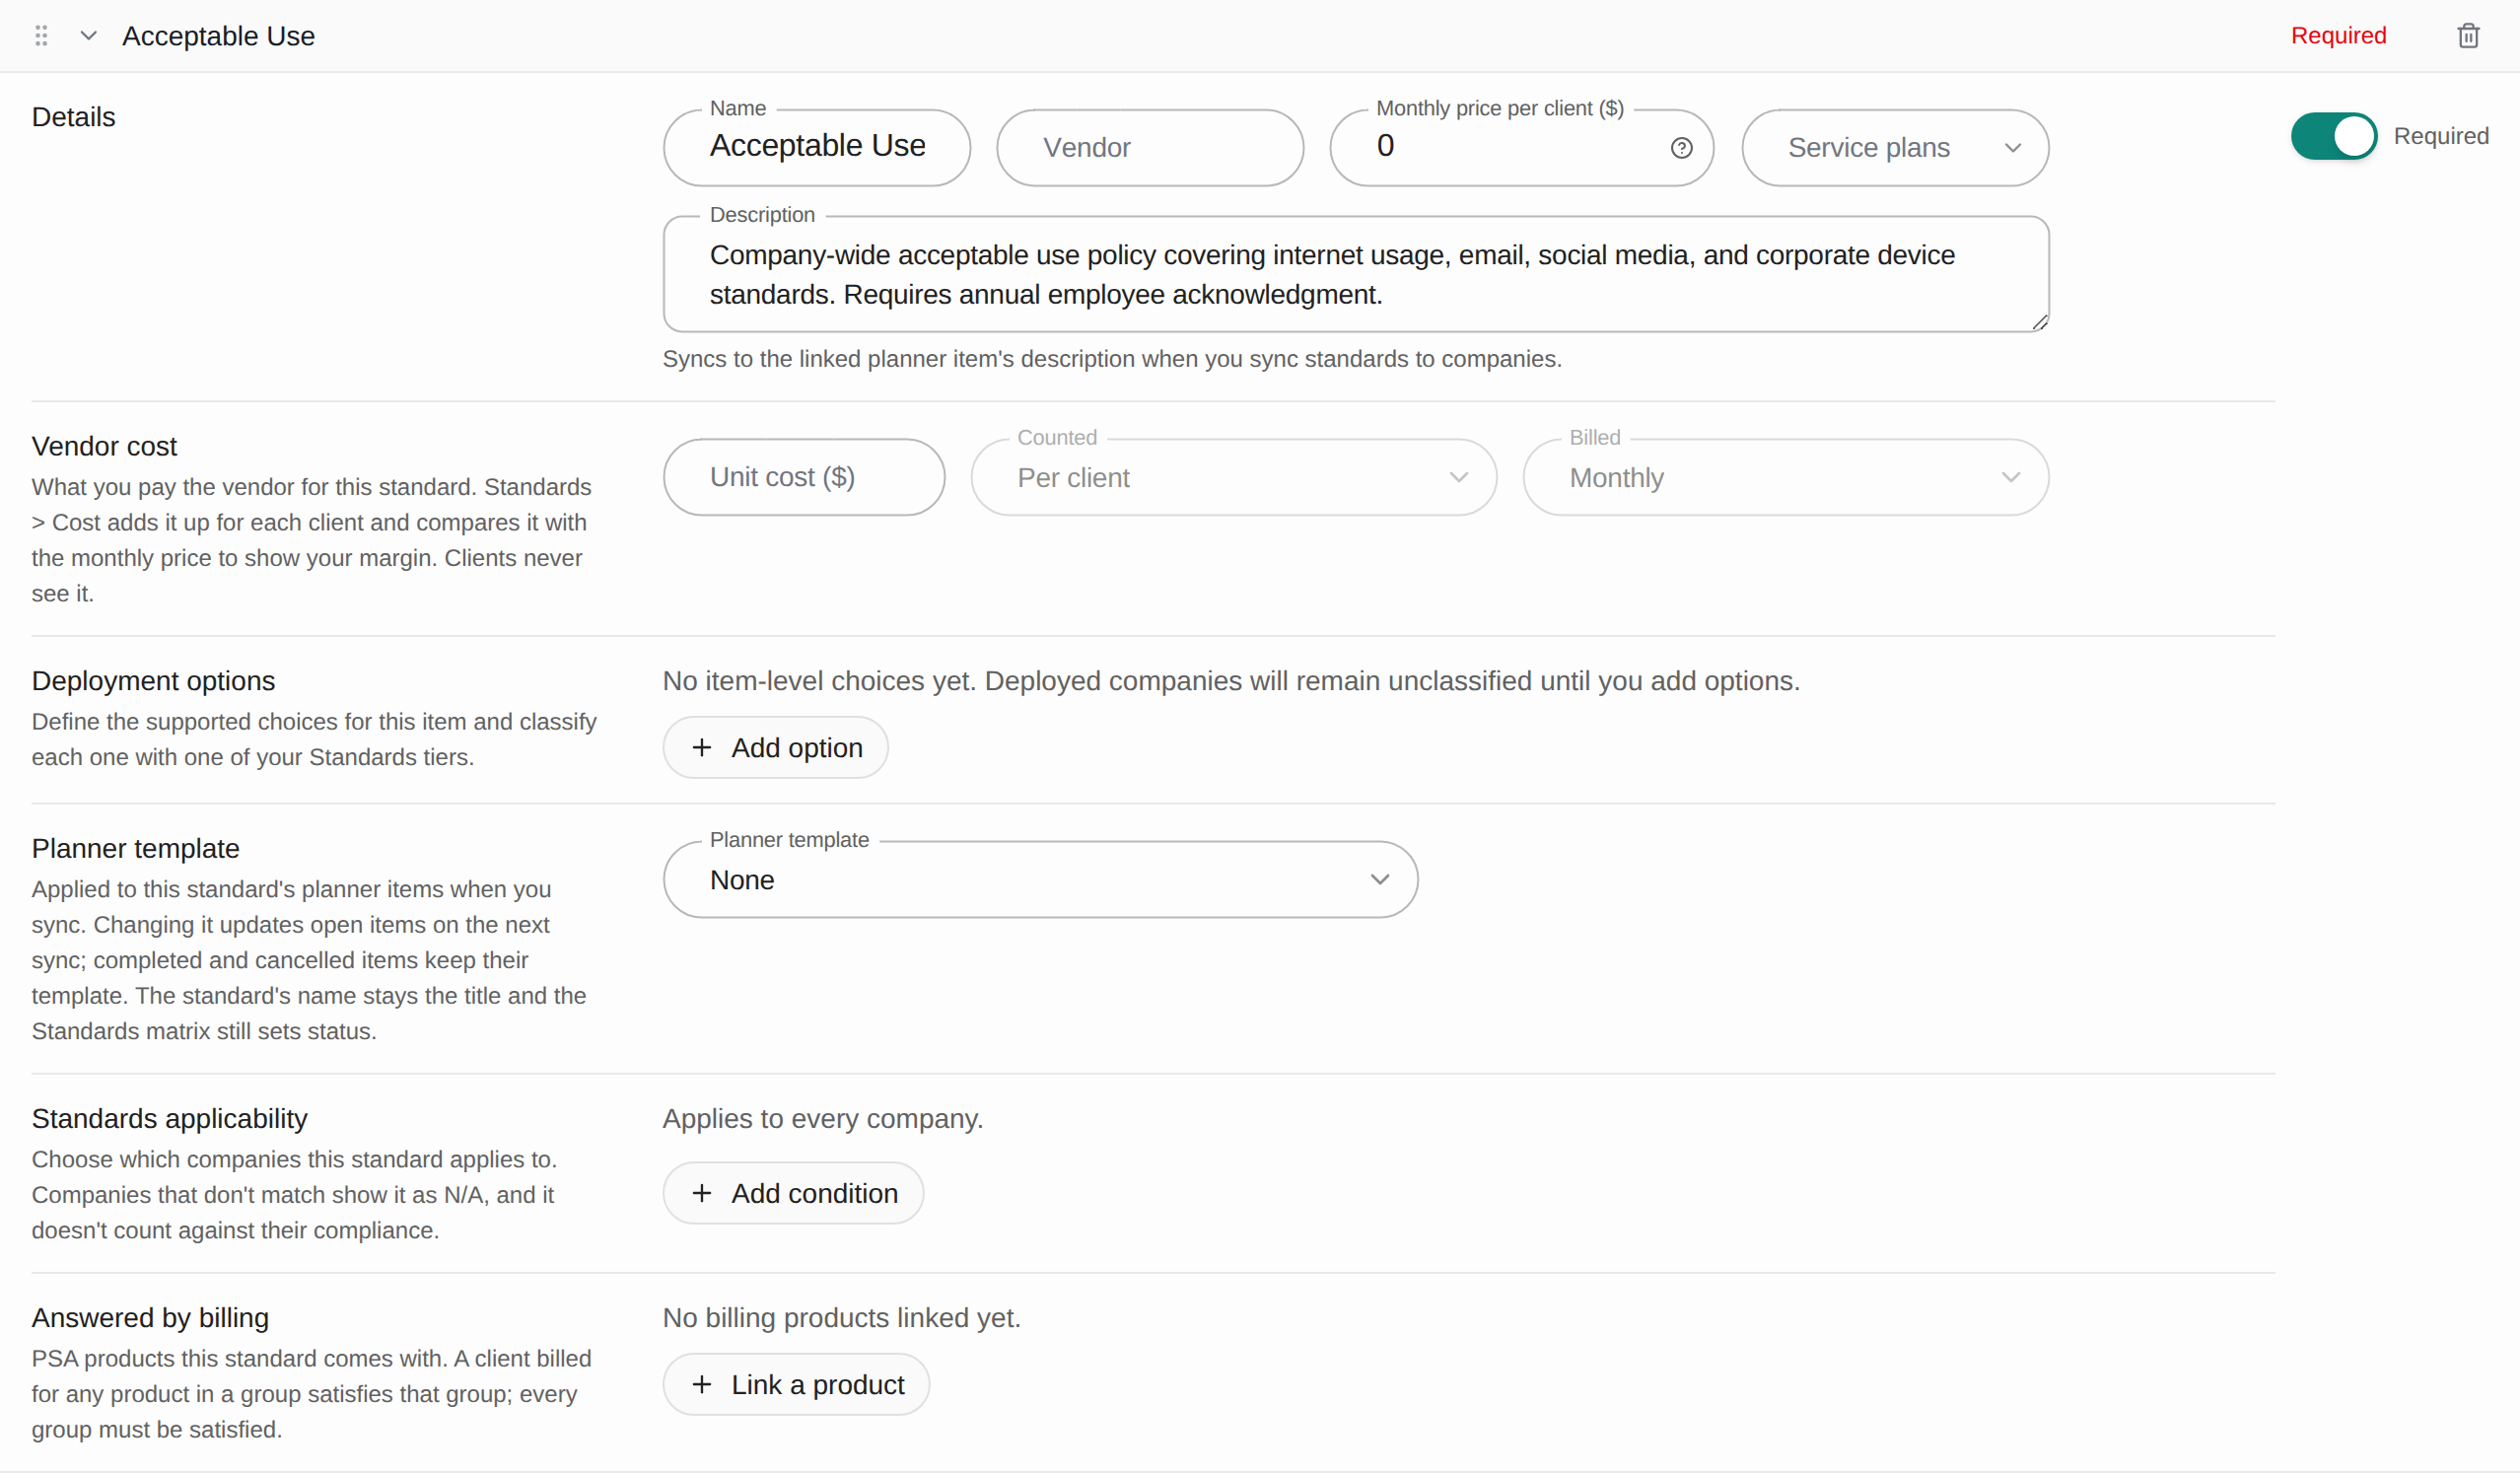 Acceptable Use
Required
Details
Name
Acceptable Use
Vendor
Monthly price per client ($)
0
Service plans
Required
Description
Company-wide acceptable use policy covering internet usage, email, social media, and corporate device
standards. Requires annual employee acknowledgment.
Syncs to the linked planner item's description when you sync standards to companies.
Vendor cost
What you pay the vendor for this standard. Standards
> Cost adds it up for each client and compares it with
the monthly price to show your margin. Clients never
see it.
Unit cost ($)
Counted
Per client
Billed
Monthly
Deployment options
Define the supported choices for this item and classify
each one with one of your Standards tiers.
No item-level choices yet. Deployed companies will remain unclassified until you add options.
Add option
Planner template
Applied to this standard's planner items when you
sync. Changing it updates open items on the next
sync; completed and cancelled items keep their
template. The standard's name stays the title and the
Standards matrix still sets status.
Planner template
None
Standards applicability
Choose which companies this standard applies to.
Companies that don't match show it as N/A, and it
doesn't count against their compliance.
Applies to every company.
Add condition
Answered by billing
PSA products this standard comes with. A client billed
for any product in a group satisfies that group; every
group must be satisfied.
No billing products linked yet.
Link a product